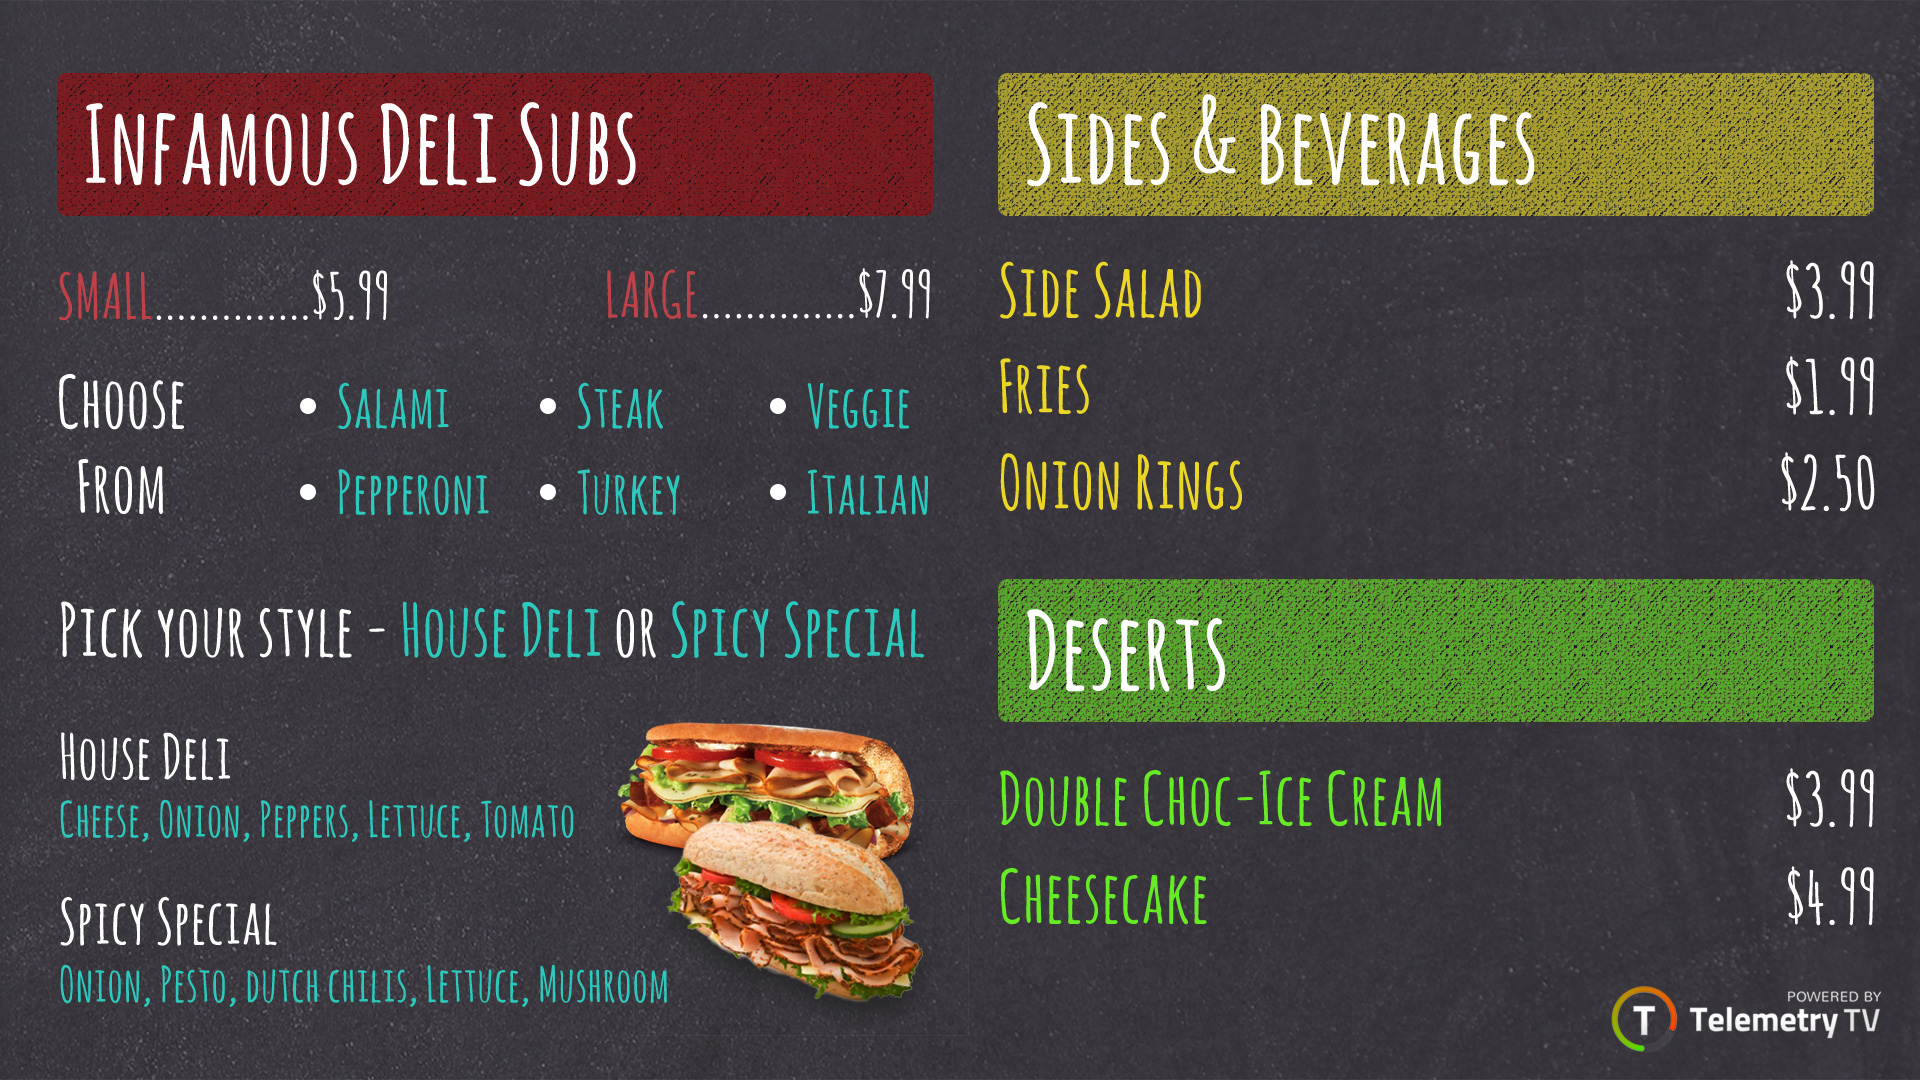 Infamous Deli Subs
SMALL..............$5.99
LARGE..............$7.99
Choose
From
• Salami
• Steak
• Veggie
• Pepperoni
• Turkey
• Italian
Pick your style - House Deli or Spicy Special
House Deli
Cheese, Onion, Peppers, Lettuce, Tomato
Spicy Special
Onion, Pesto, dutch chilis, Lettuce, Mushroom
Sides & Beverages
Side Salad $3.99
Fries $1.99
Onion Rings $2.50
Deserts
Double Choc-Ice Cream $3.99
Cheesecake $4.99
POWERED BY
T Telemetry TV